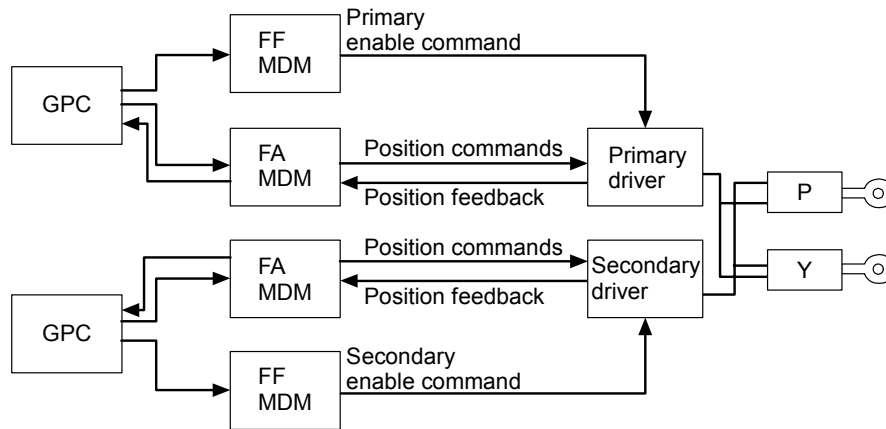 Primary
enable command
FF
MDM
GPC
FA
MDM
Position commands
Position feedback
Primary
driver
P
FA
MDM
Position commands
Position feedback
Secondary
driver
Y
GPC
FF
MDM
Secondary
enable command